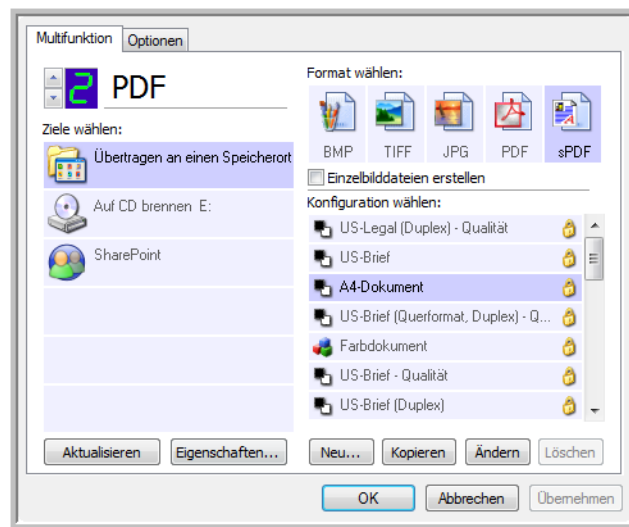 Multifunktion
Optionen
2
PDF
Ziele wählen:
Übertragen an einen Speicherort
Auf CD brennen E:
SharePoint
Aktualisieren
Eigenschaften...
Format wählen:
BMP
TIFF
JPG
PDF
sPDF
Einzelbilddateien erstellen
Konfiguration wählen:
US-Legal (Duplex) - Qualität
US-Brief
A4-Dokument
US-Brief (Querformat, Duplex) - Q...
Farbdokument
US-Brief - Qualität
US-Brief (Duplex)
Neu...
Kopieren
Ändern
Löschen
OK
Abbrechen
Übernehmen